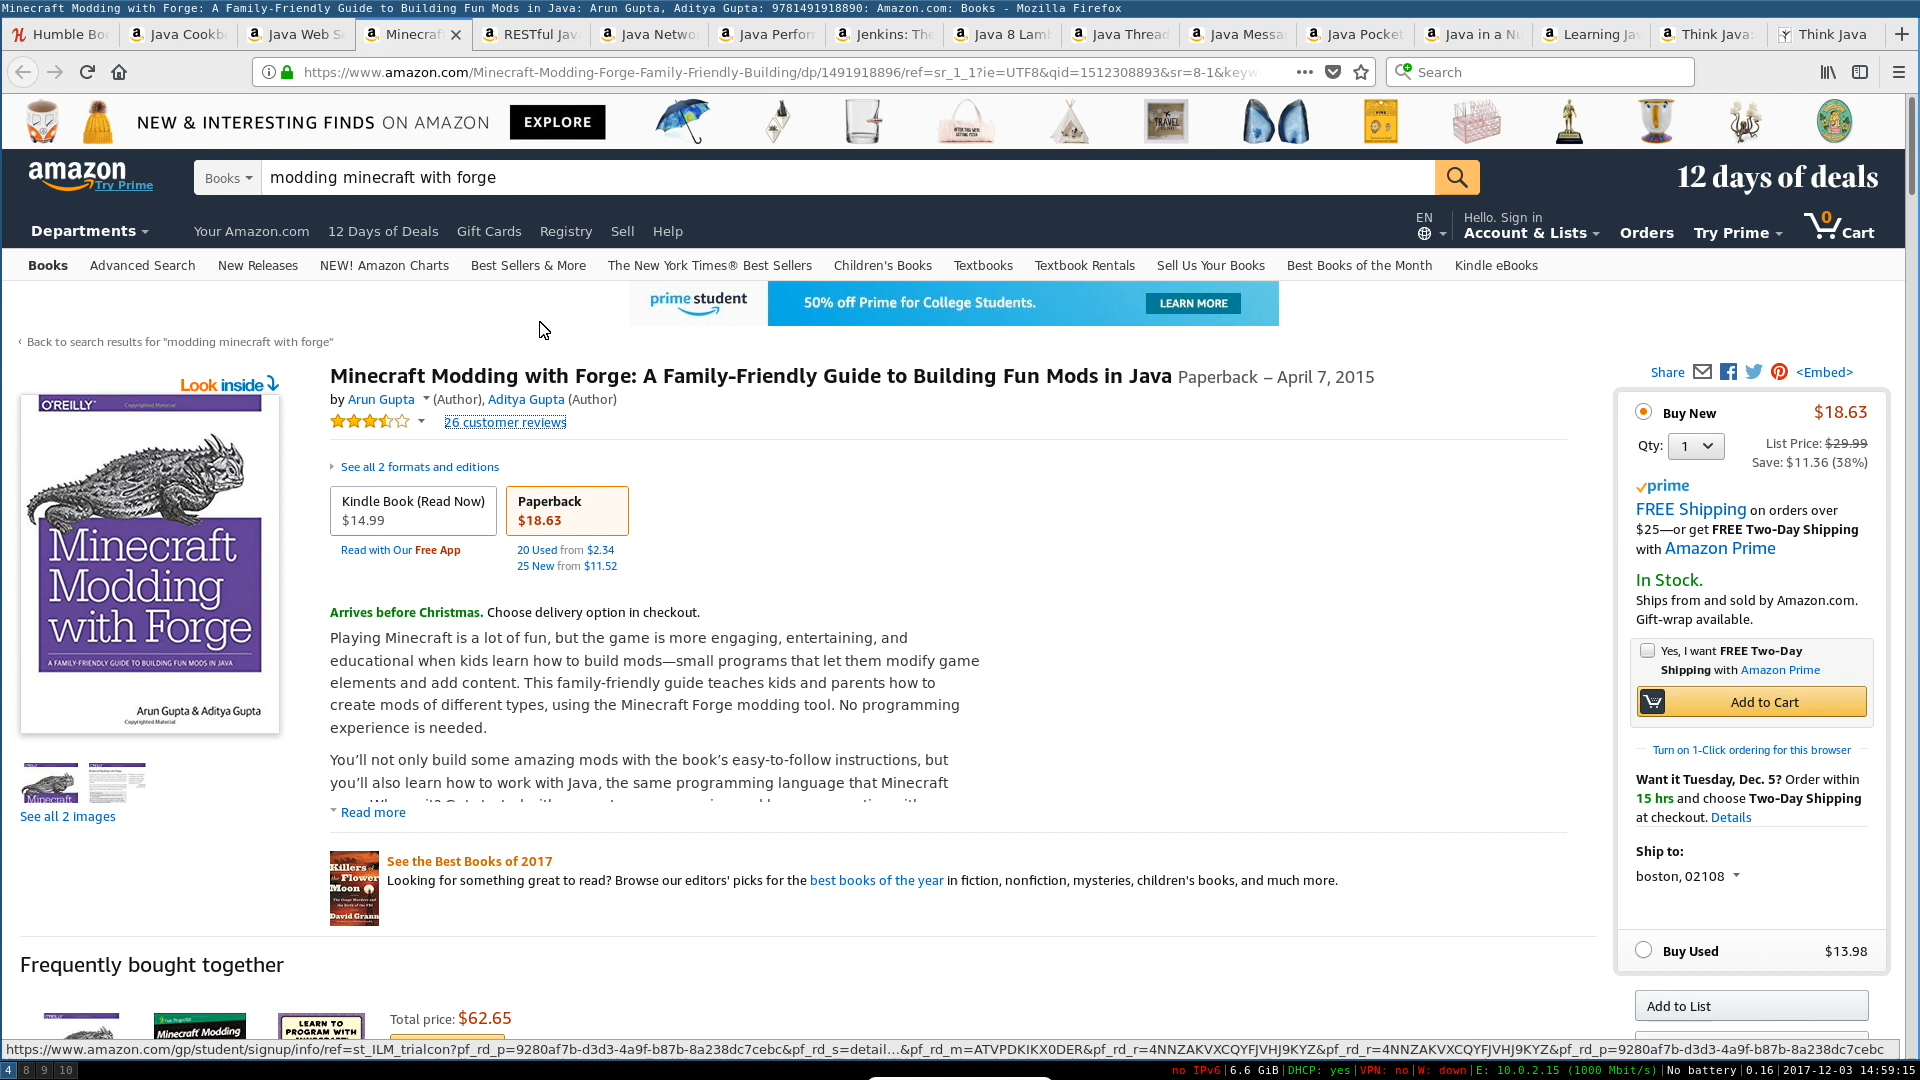 Minecraft Modding with Forge: A Family-Friendly Guide to Building Fun Mods in Java: Arun Gupta, Aditya Gupta: 9781491918890: Amazon.com: Books - Mozilla Firefox
Humble Bo Java Cookb Java Web S Minecraf RESTful Jav Java Netwo Java Perfor Jenkins: The Java 8 Lamb Java Thread Java Messa Java Pocket Java in a Nu Learning Ja Think Java: Think Java
https://www.amazon.com/Minecraft-Modding-Forge-Family-Friendly-Building/dp/1491918896/ref=sr_1_1?ie=UTF8&qid=1512308893&sr=8-1&keyw
Search
NEW & INTERESTING FINDS ON AMAZON EXPLORE
amazon
Try Prime
Books
modding minecraft with forge
12 days of deals
Departments
Your Amazon.com 12 Days of Deals Gift Cards Registry Sell Help
EN
Hello. Sign in
Account & Lists
Orders
Try Prime
0
Cart
Books Advanced Search New Releases NEW! Amazon Charts Best Sellers & More The New York Times® Best Sellers Children's Books Textbooks Textbook Rentals Sell Us Your Books Best Books of the Month Kindle eBooks
prime student
50% off Prime for College Students.
LEARN MORE
‹ Back to search results for "modding minecraft with forge"
Look inside
O'REILLY®
Copyrighted Material
Minecraft
Modding
with Forge
A FAMILY-FRIENDLY GUIDE TO BUILDING FUN MODS IN JAVA
Arun Gupta & Aditya Gupta
Copyrighted Material
See all 2 images
Minecraft Modding with Forge: A Family-Friendly Guide to Building Fun Mods in Java Paperback – April 7, 2015
by Arun Gupta (Author), Aditya Gupta (Author)
26 customer reviews
See all 2 formats and editions
Kindle Book (Read Now)
$14.99
Paperback
$18.63
Read with Our Free App
20 Used from $2.34
25 New from $11.52
Arrives before Christmas. Choose delivery option in checkout.
Playing Minecraft is a lot of fun, but the game is more engaging, entertaining, and
educational when kids learn how to build mods—small programs that let them modify game
elements and add content. This family-friendly guide teaches kids and parents how to
create mods of different types, using the Minecraft Forge modding tool. No programming
experience is needed.
You’ll not only build some amazing mods with the book’s easy-to-follow instructions, but
you’ll also learn how to work with Java, the same programming language that Minecraft
Read more
Killers of the Flower Moon
David Grann
See the Best Books of 2017
Looking for something great to read? Browse our editors' picks for the best books of the year in fiction, nonfiction, mysteries, children's books, and much more.
Share <Embed>
Buy New $18.63
Qty: 1
List Price: $29.99
Save: $11.36 (38%)
prime
FREE Shipping on orders over
$25—or get FREE Two-Day Shipping
with Amazon Prime
In Stock.
Ships from and sold by Amazon.com.
Gift-wrap available.
Yes, I want FREE Two-Day
Shipping with Amazon Prime
Add to Cart
Turn on 1-Click ordering for this browser
Want it Tuesday, Dec. 5? Order within
15 hrs and choose Two-Day Shipping
at checkout. Details
Ship to:
boston, 02108
Buy Used $13.98
Add to List
Frequently bought together
Minecraft Modding
LEARN TO
PROGRAM WITH
Total price: $62.65
https://www.amazon.com/gp/student/signup/info/ref=st_ILM_trialcon?pf_rd_p=9280af7b-d3d3-4a9f-b87b-8a238dc7cebc&pf_rd_s=detail...&pf_rd_m=ATVPDKIKX0DER&pf_rd_r=4NNZAKVXCQYFJVHJ9KYZ&pf_rd_r=4NNZAKVXCQYFJVHJ9KYZ&pf_rd_p=9280af7b-d3d3-4a9f-b87b-8a238dc7cebc
4 8 9 10
no IPv6|6.6 GiB|DHCP: yes|VPN: no|W: down|E: 10.0.2.15 (1000 Mbit/s)|No battery|0.16|2017-12-03 14:59:15